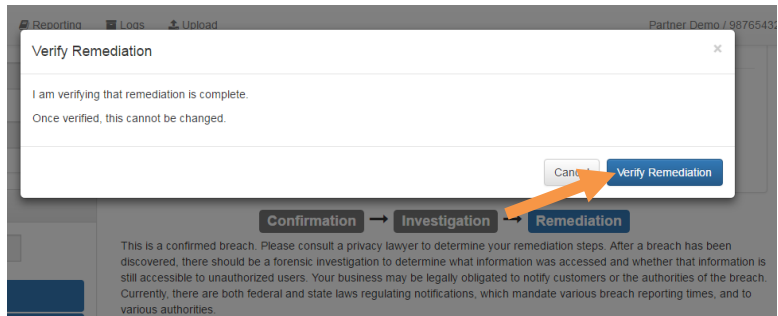 Reporting Logs Upload Partner Demo / 98765432
Verify Remediation ×
I am verifying that remediation is complete.
Once verified, this cannot be changed.
Verify Remediation
Confirmation → Investigation → Remediation
This is a confirmed breach. Please consult a privacy lawyer to determine your remediation steps. After a breach has been
discovered, there should be a forensic investigation to determine what information was accessed and whether that information is
still accessible to unauthorized users. Your business may be legally obligated to notify customers or the authorities of the breach.
Currently, there are both federal and state laws regulating notifications, which mandate various breach reporting times, and to
various authorities.